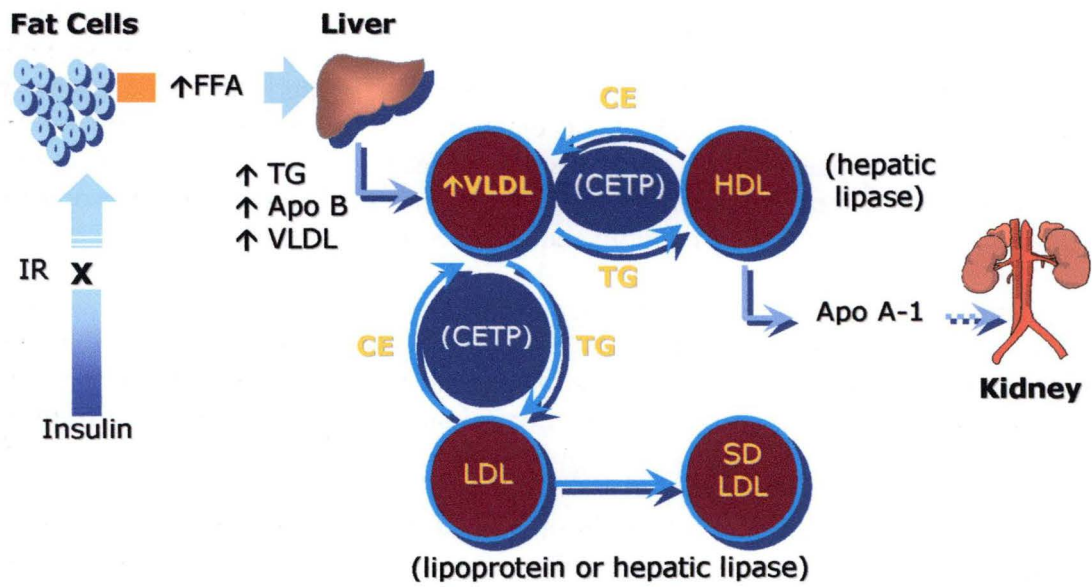 Fat Cells
Liver
↑FFA
CE
↑ TG
↑ Apo B
↑ VLDL
↑VLDL
(CETP)
HDL
(hepatic
lipase)
IR
X
TG
Apo A-1
CE
(CETP)
TG
Kidney
Insulin
LDL
SD
LDL
(lipoprotein or hepatic lipase)